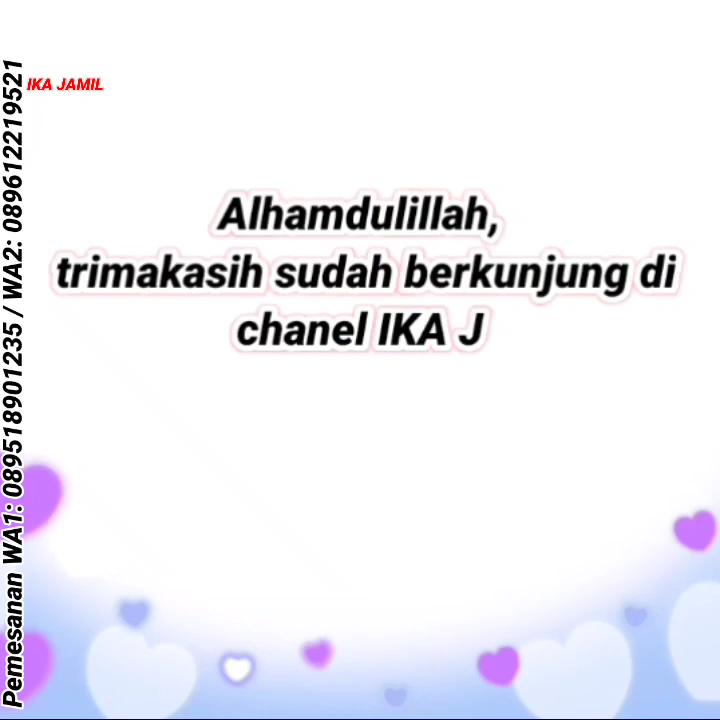 IKA JAMIL
Alhamdulillah,
trimakasih sudah berkunjung di
chanel IKA J
Pemesanan WA1: 089518901235 / WA2: 089612219521